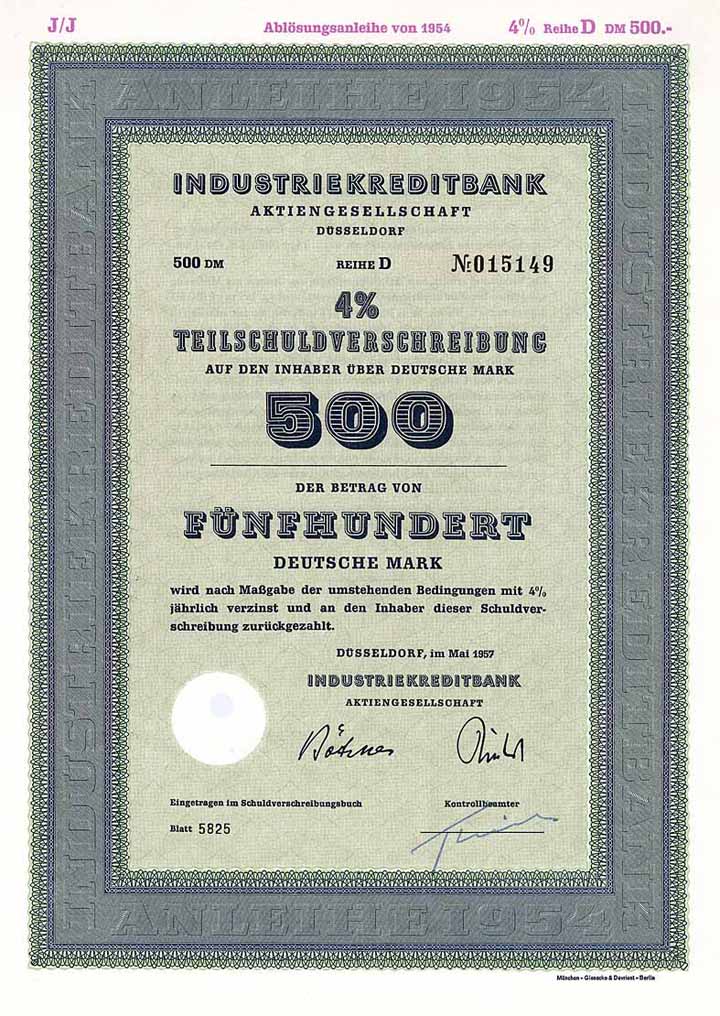 J/J Ablösungsanleihe von 1954 4% Reihe D DM 500.-
ANLEIHE 1954
INDUSTRIEKREDITBANK
INDUSTRIEKREDITBANK
INDUSTRIEKREDITBANK
AKTIENGESELLSCHAFT
DÜSSELDORF
500 DM REIHE D №015149
4%
TEILSCHULDVERSCHREIBUNG
AUF DEN INHABER ÜBER DEUTSCHE MARK
500
DER BETRAG VON
FÜNFHUNDERT
DEUTSCHE MARK
wird nach Maßgabe der umstehenden Bedingungen mit 4%
jährlich verzinst und an den Inhaber dieser Schuldver-
schreibung zurückgezahlt.
DÜSSELDORF, im Mai 1957
INDUSTRIEKREDITBANK
AKTIENGESELLSCHAFT
Eingetragen im Schuldverschreibungsbuch Kontrollbeamter
Blatt 5825
ANLEIHE 1954
München - Giesecke & Devrient - Berlin